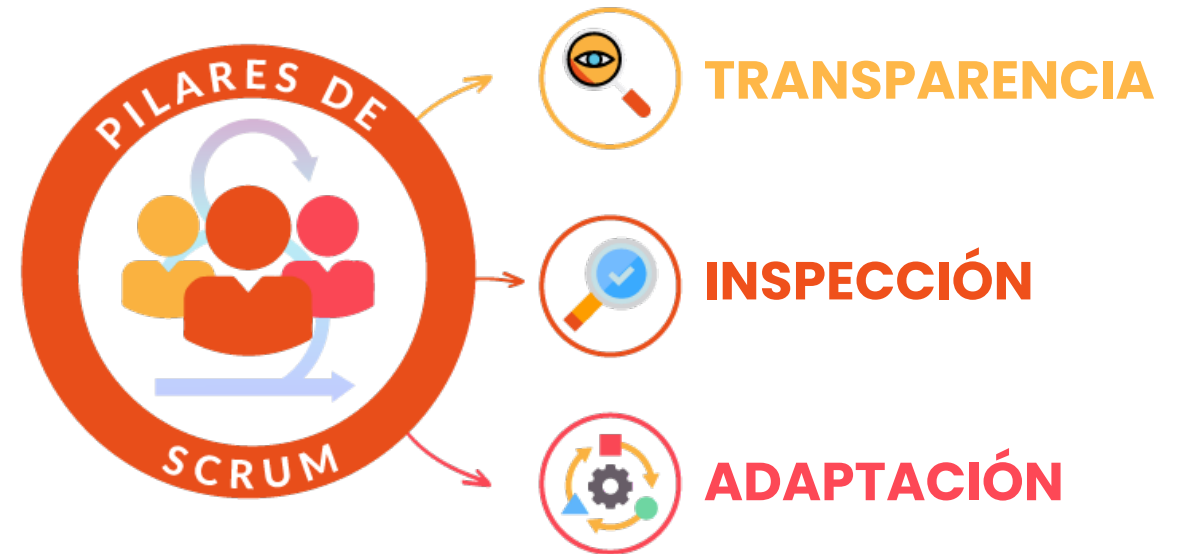 PILARES DE
SCRUM
TRANSPARENCIA
INSPECCIÓN
ADAPTACIÓN